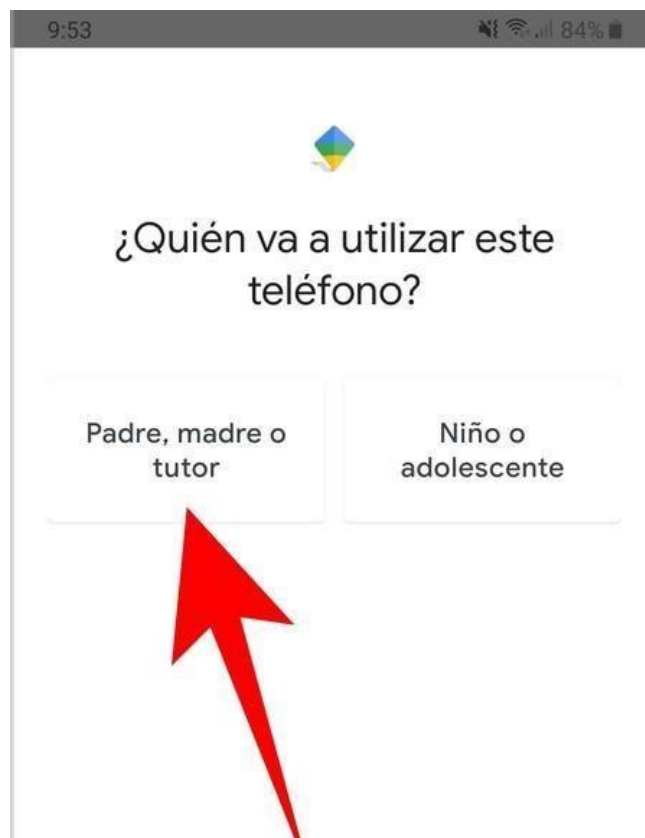 9:53
84%
¿Quién va a utilizar este
teléfono?
Padre, madre o
tutor
Niño o
adolescente